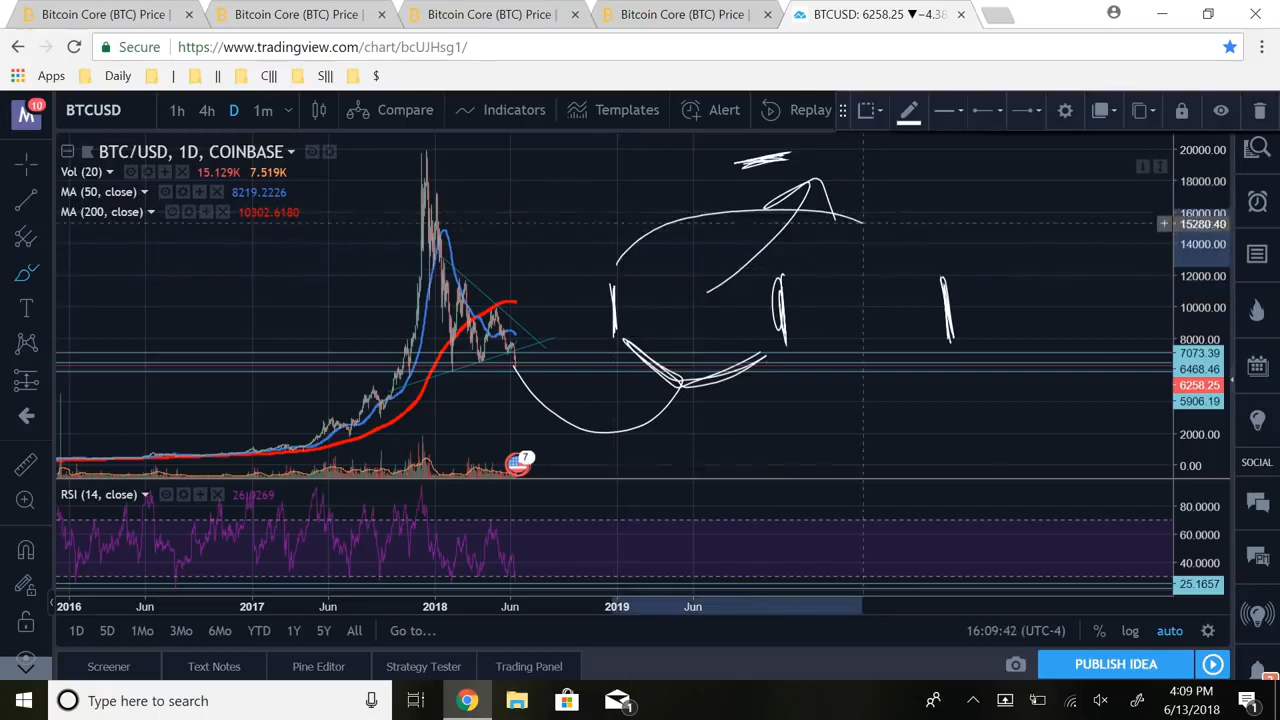 Bitcoin Core (BTC) Price | Bitcoin Core (BTC) Price | Bitcoin Core (BTC) Price | Bitcoin Core (BTC) Price | BTCUSD: 6258.25 ▼−4.38
Secure | https://www.tradingview.com/chart/bcUJHsg1/
Apps Daily | || C||| S||| $
M 10 BTCUSD 1h 4h D 1m Compare Indicators Templates Alert Replay
BTC/USD, 1D, COINBASE
Vol (20) 15.129K 7.519K
MA (50, close) 8219.2226
MA (200, close) 10302.6180
20000.00
18000.00
16000.00
15280.40
14000.00
12000.00
10000.00
8000.00
7073.39
6468.46
6258.25
5906.19
2000.00
0.00
7
SOCIAL
RSI (14, close) 26.0269
80.0000
60.0000
40.0000
25.1657
2016 Jun 2017 Jun 2018 Jun 2019 Jun
1D 5D 1Mo 3Mo 6Mo YTD 1Y 5Y All Go to... 16:09:42 (UTC-4) % log auto
Screener Text Notes Pine Editor Strategy Tester Trading Panel PUBLISH IDEA
Type here to search 1 4:09 PM
6/13/2018 1